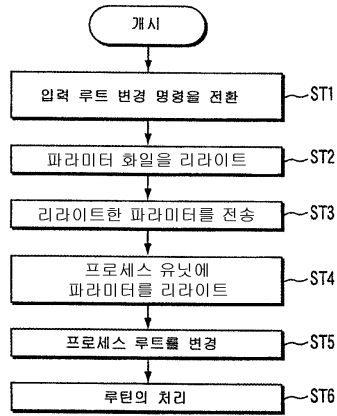 개시
입력 루트 변경 명령을 전환
ST1
파라미터 화일을 리라이트
ST2
리라이트한 파라미터를 전송
ST3
프로세스 유닛에
파라미터를 리라이트
ST4
프로세스 루트를 변경
ST5
루틴의 처리
ST6